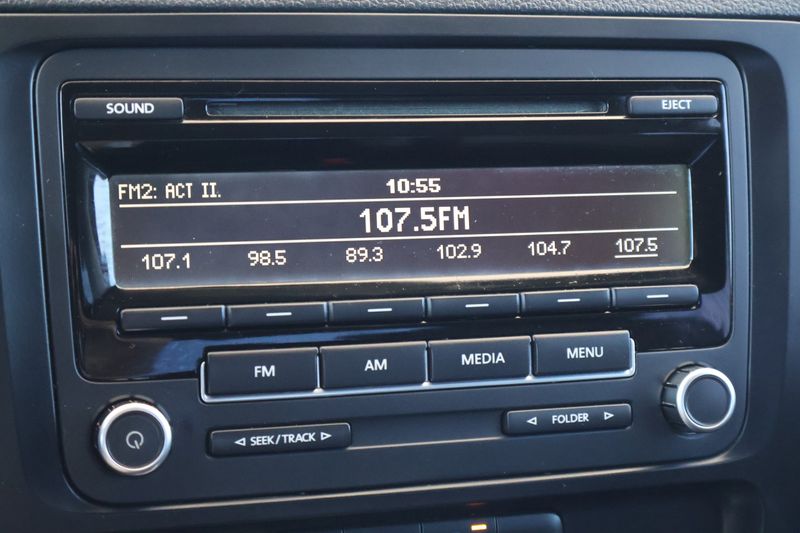 SOUND EJECT
FM2: ACT II. 10:55
107.5FM
107.1 98.5 89.3 102.9 104.7 107.5
FM AM MEDIA MENU
SEEK/TRACK FOLDER